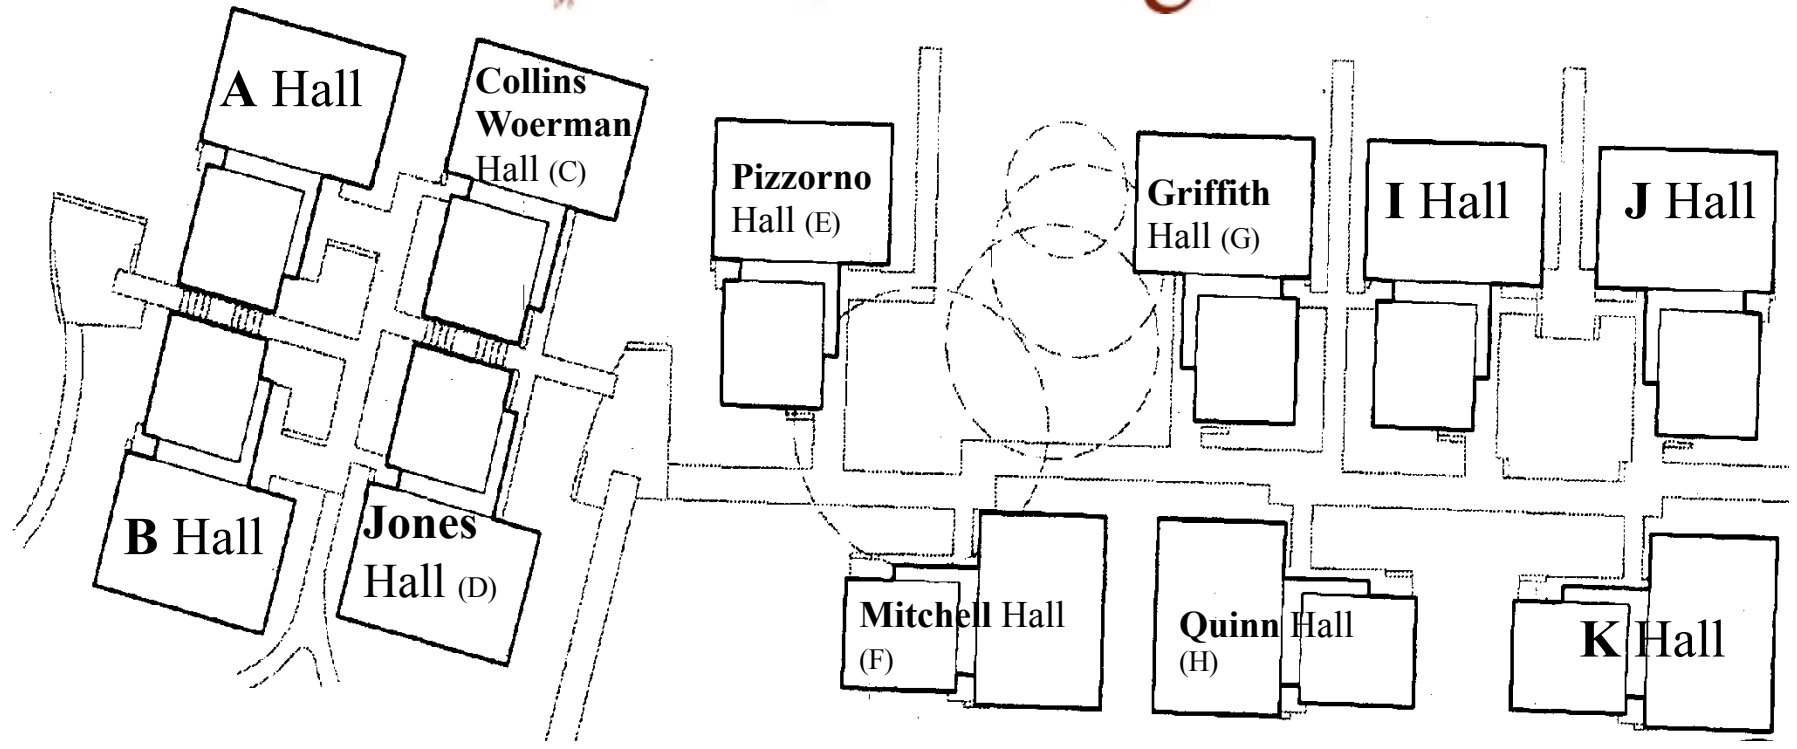 A Hall
Collins
Woerman
Hall (C)
Pizzorno
Hall (E)
Griffith
Hall (G)
I Hall
J Hall
B Hall
Jones
Hall (D)
Mitchell Hall
(F)
Quinn Hall
(H)
K Hall